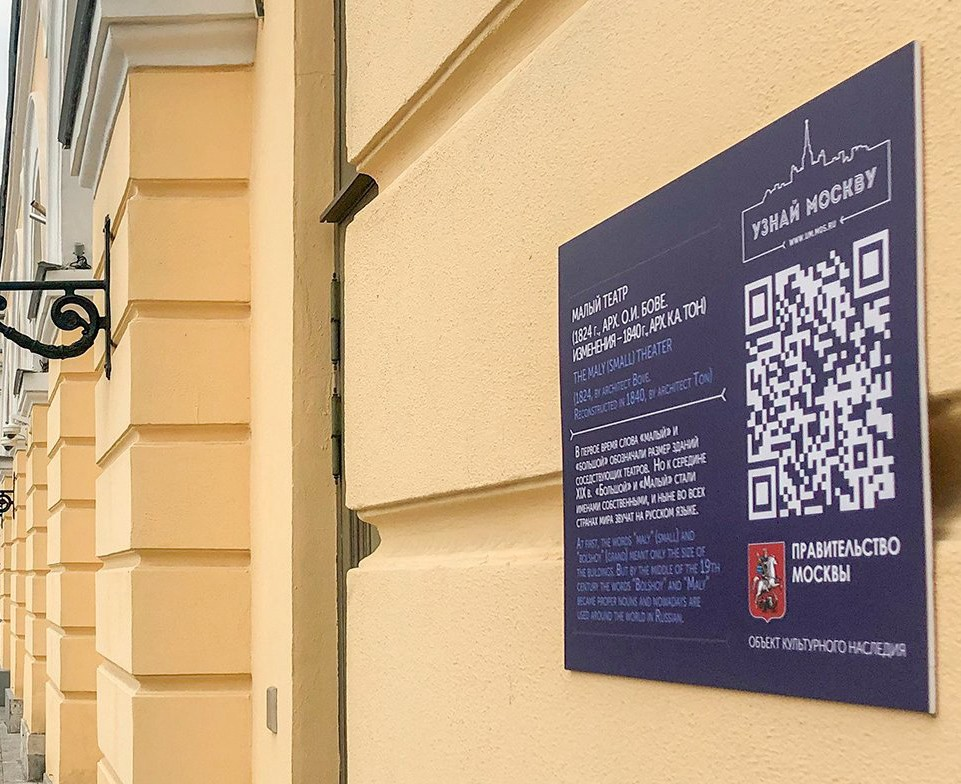 УЗНАЙ МОСКВУ
WWW.UM.MOS.RU
МАЛЫЙ ТЕАТР
(1824 г., АРХ. О.И. БОВЕ.
ИЗМЕНЕНИЯ – 1840 г., АРХ. К.А. ТОН)
THE MALY (SMALL) THEATER
(1824, BY ARCHITECT BOVE.
RECONSTRUCTED IN 1840, BY ARCHITECT TON)
В ПЕРВОЕ ВРЕМЯ СЛОВА «МАЛЫЙ» И
«БОЛЬШОЙ» ОБОЗНАЧАЛИ РАЗМЕР ЗДАНИЙ
СОСЕДСТВУЮЩИХ ТЕАТРОВ. НО К СЕРЕДИНЕ
XIX В. «БОЛЬШОЙ» И «МАЛЫЙ» СТАЛИ
ИМЕНАМИ СОБСТВЕННЫМИ, И НЫНЕ ВО ВСЕХ
СТРАНАХ МИРА ЗВУЧАТ НА РУССКОМ ЯЗЫКЕ.
AT FIRST, THE WORDS "MALY" (SMALL) AND
"BOLSHOY" (GRAND) MEANT ONLY THE SIZE OF
THE BUILDINGS. BUT BY THE MIDDLE OF THE 19TH
CENTURY THE WORDS "BOLSHOY" AND "MALY"
BECAME PROPER NOUNS AND NOWADAYS ARE
USED AROUND THE WORLD IN RUSSIAN.
ПРАВИТЕЛЬСТВО
МОСКВЫ
ОБЪЕКТ КУЛЬТУРНОГО НАСЛЕДИЯ